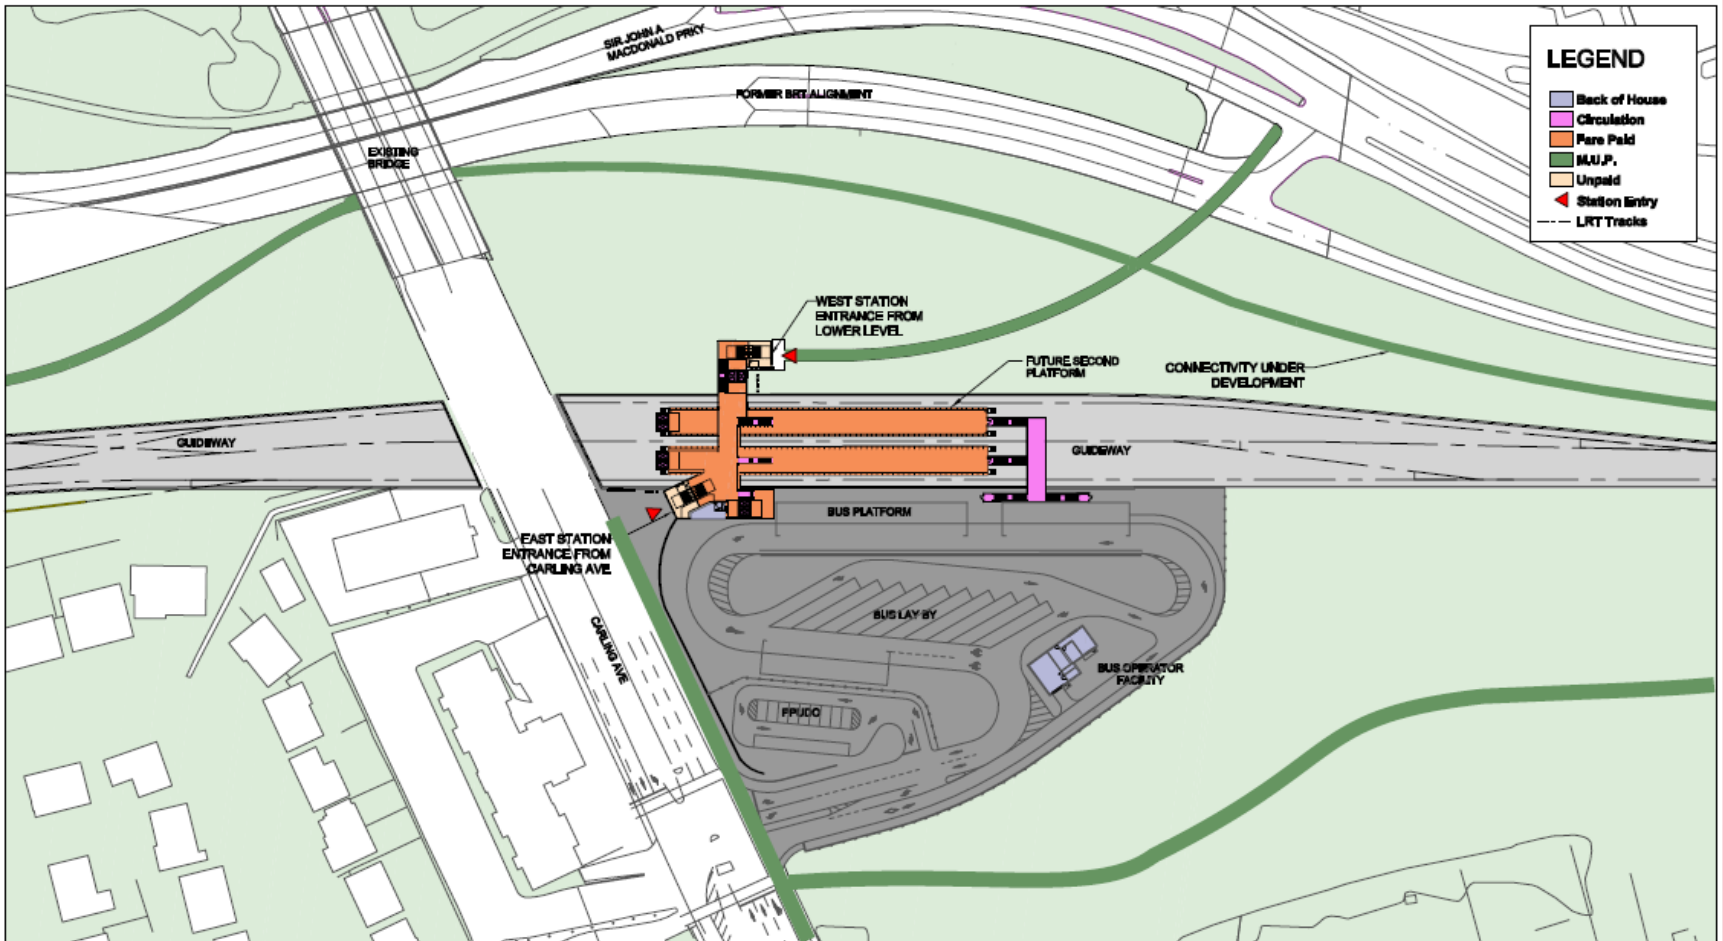 SIR JOHN A
MACDONALD PRKY
FORMER BRT ALIGNMENT
EXISTING
BRIDGE
LEGEND
Back of House
Circulation
Fare Paid
M.U.P.
Unpaid
Station Entry
LRT Tracks
WEST STATION
ENTRANCE FROM
LOWER LEVEL
FUTURE SECOND
PLATFORM
CONNECTIVITY UNDER
DEVELOPMENT
GUIDEWAY
GUIDEWAY
BUS PLATFORM
EAST STATION
ENTRANCE FROM
CARLING AVE
BUS LAY BY
CARLING AVE
BUS OPERATOR
FACILITY
PPUDO